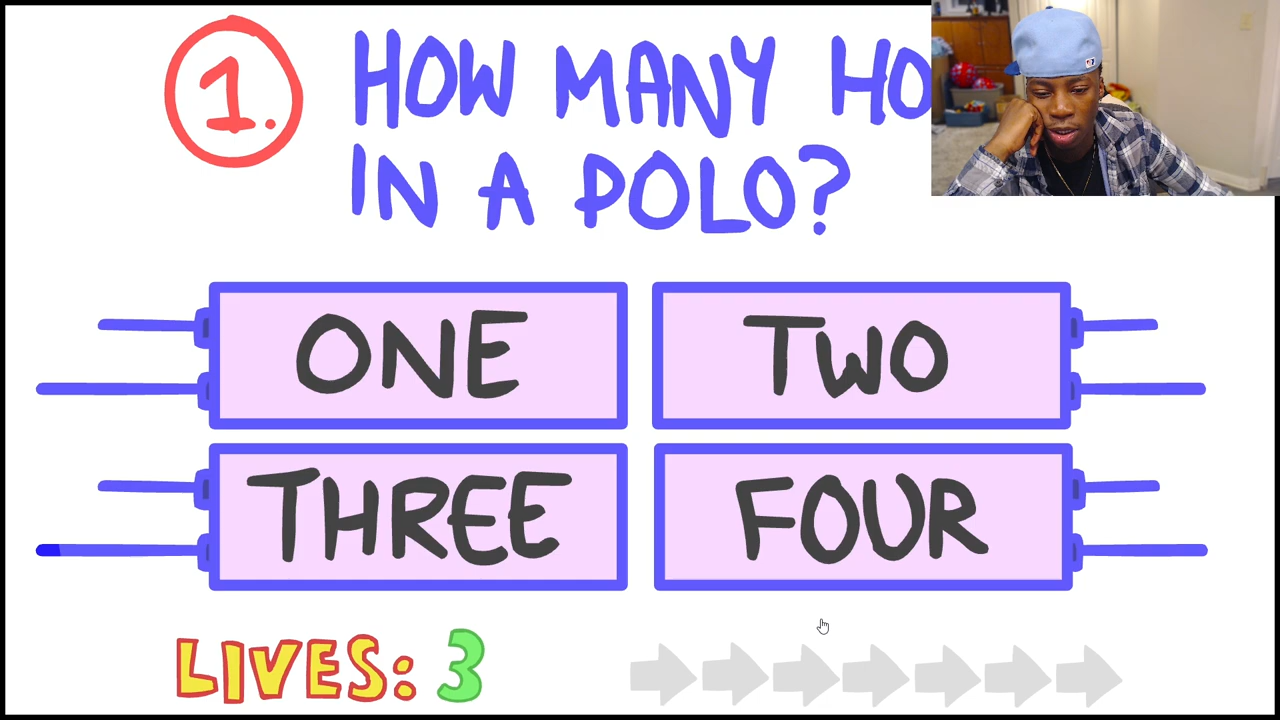 1. HOW MANY HO
IN A POLO?
ONE
TWO
THREE
FOUR
LIVES: 3